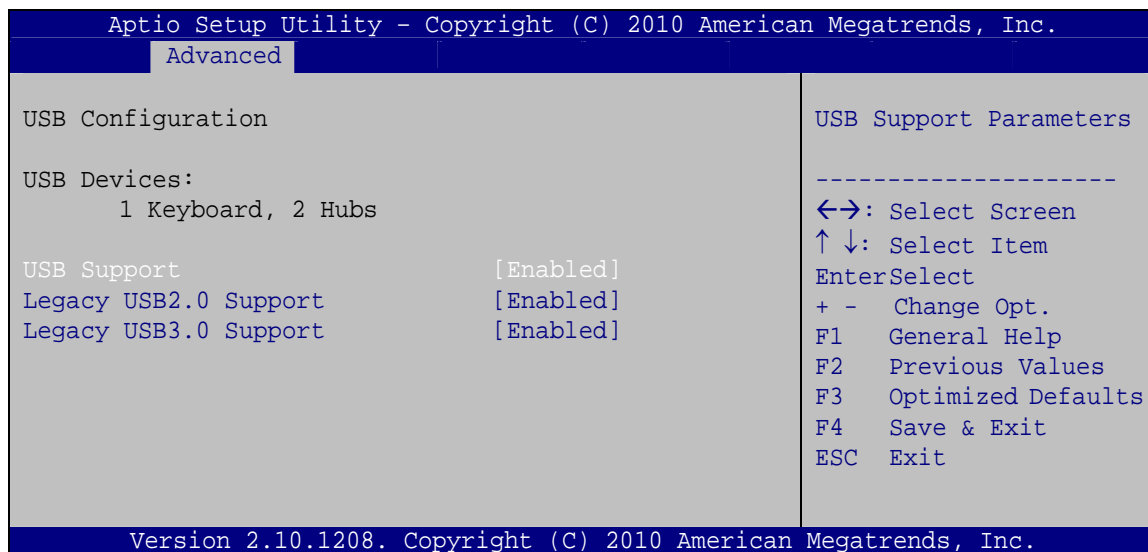 Aptio Setup Utility – Copyright (C) 2010 American Megatrends, Inc.
Advanced
USB Configuration
USB Devices:
1 Keyboard, 2 Hubs
USB Support [Enabled]
Legacy USB2.0 Support [Enabled]
Legacy USB3.0 Support [Enabled]
USB Support Parameters
---------------------
←→: Select Screen
↑ ↓: Select Item
EnterSelect
+ - Change Opt.
F1 General Help
F2 Previous Values
F3 Optimized Defaults
F4 Save & Exit
ESC Exit
Version 2.10.1208. Copyright (C) 2010 American Megatrends, Inc.